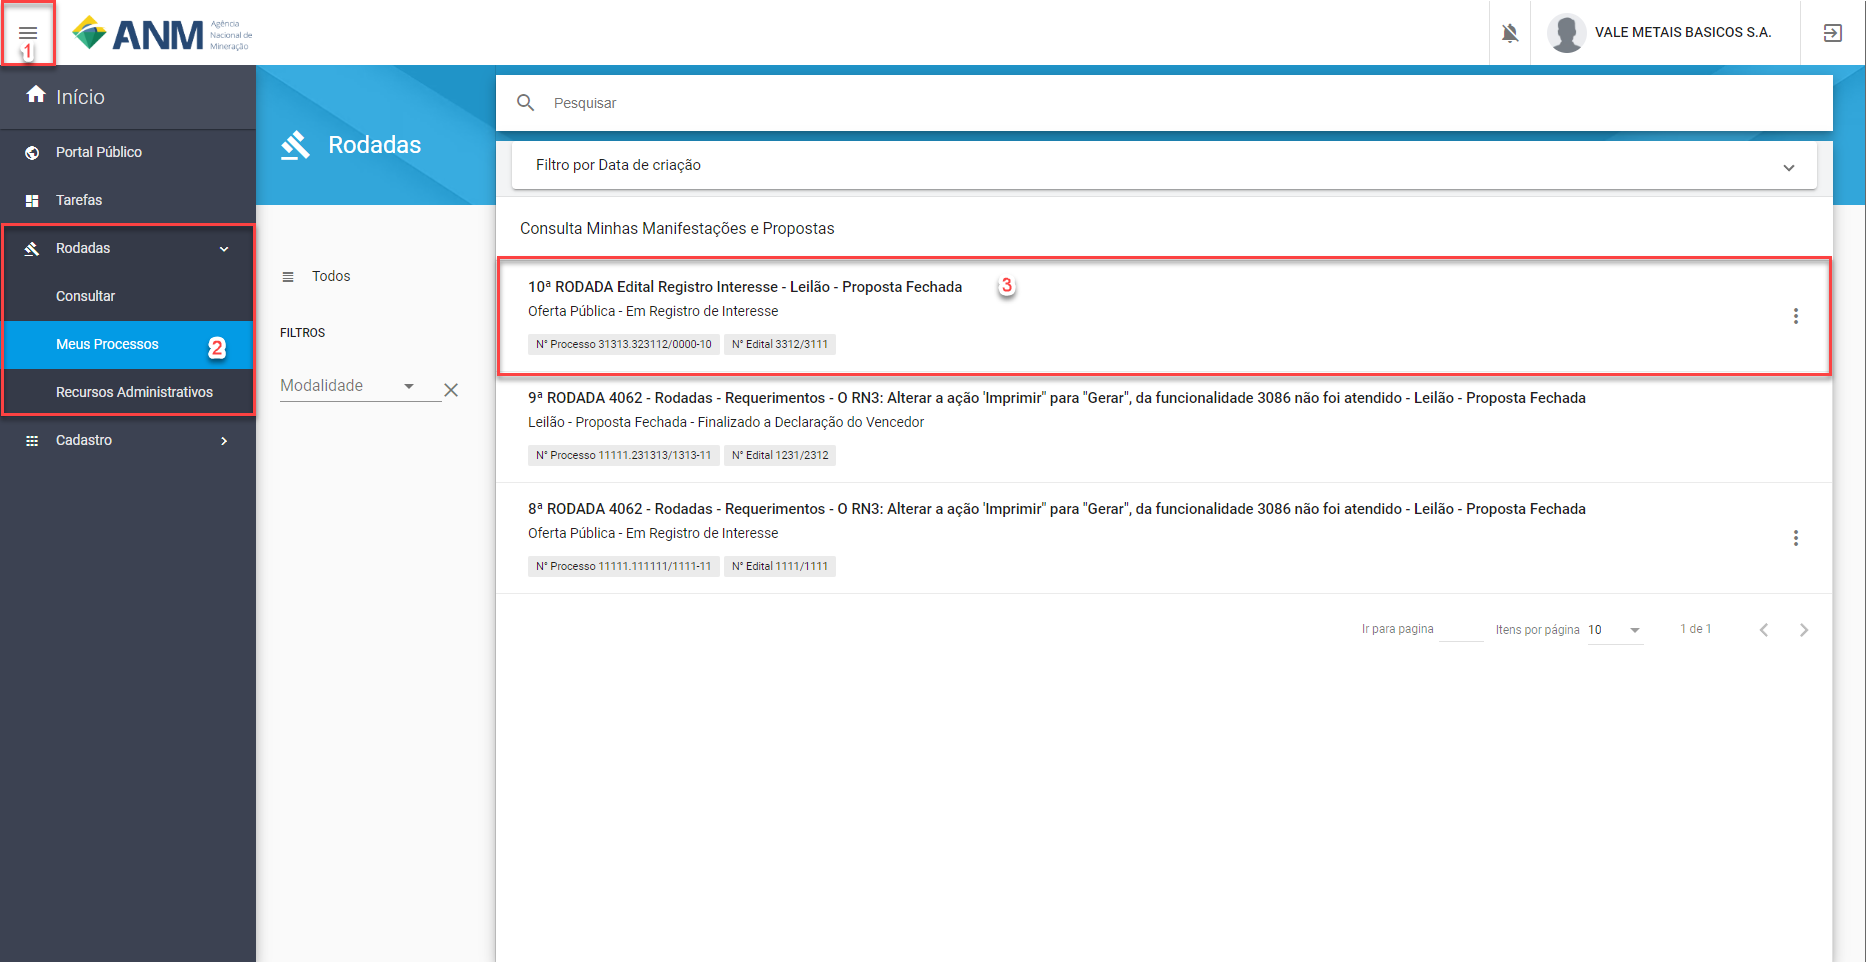 1
ANM
Agência
Nacional de
Mineração
VALE METAIS BASICOS S.A.
Início
Portal Público
Tarefas
Rodadas
Consultar
Meus Processos
2
Recursos Administrativos
Cadastro
Rodadas
Todos
FILTROS
Modalidade
Pesquisar
Filtro por Data de criação
Consulta Minhas Manifestações e Propostas
10ª RODADA Edital Registro Interesse - Leilão - Proposta Fechada
3
Oferta Pública - Em Registro de Interesse
N° Processo 31313.323112/0000-10 N° Edital 3312/3111
9ª RODADA 4062 - Rodadas - Requerimentos - O RN3: Alterar a ação 'Imprimir" para "Gerar", da funcionalidade 3086 não foi atendido - Leilão - Proposta Fechada
Leilão - Proposta Fechada - Finalizado a Declaração do Vencedor
N° Processo 11111.231313/1313-11 N° Edital 1231/2312
8ª RODADA 4062 - Rodadas - Requerimentos - O RN3: Alterar a ação 'Imprimir" para "Gerar", da funcionalidade 3086 não foi atendido - Leilão - Proposta Fechada
Oferta Pública - Em Registro de Interesse
N° Processo 11111.111111/1111-11 N° Edital 1111/1111
Ir para pagina Itens por página 10 1 de 1